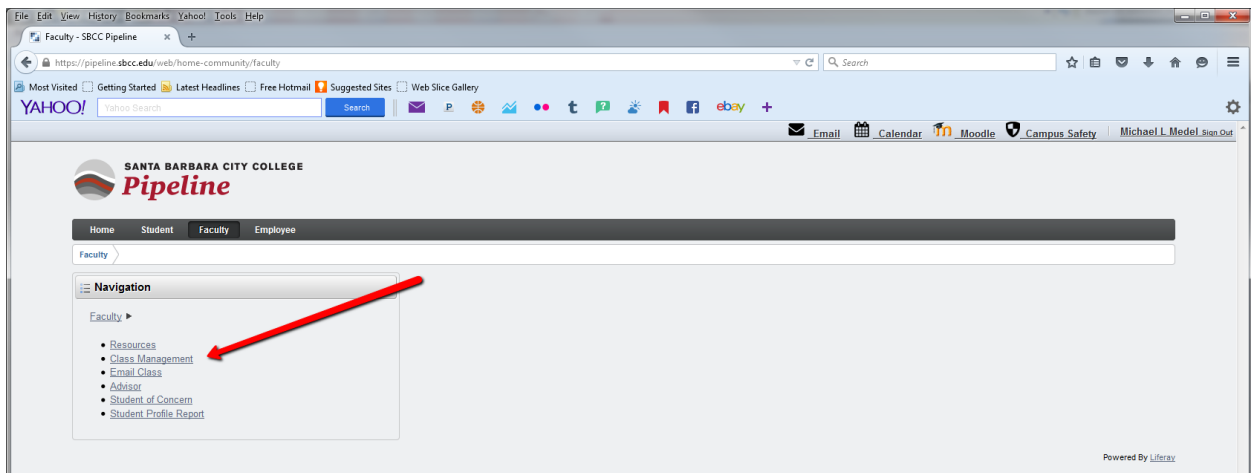 File Edit View History Bookmarks Yahoo! Tools Help
Faculty - SBCC Pipeline × +
https://pipeline.sbcc.edu/web/home-community/faculty Search
Most Visited Getting Started Latest Headlines Free Hotmail Suggested Sites Web Slice Gallery
YAHOO! Yahoo Search Search P t f ebay +
Email Calendar Moodle Campus Safety Michael L Medel Sign Out
SANTA BARBARA CITY COLLEGE
Pipeline
Home Student Faculty Employee
Faculty
Navigation
Faculty ►
• Resources
• Class Management
• Email Class
• Advisor
• Student of Concern
• Student Profile Report
Powered By Liferay